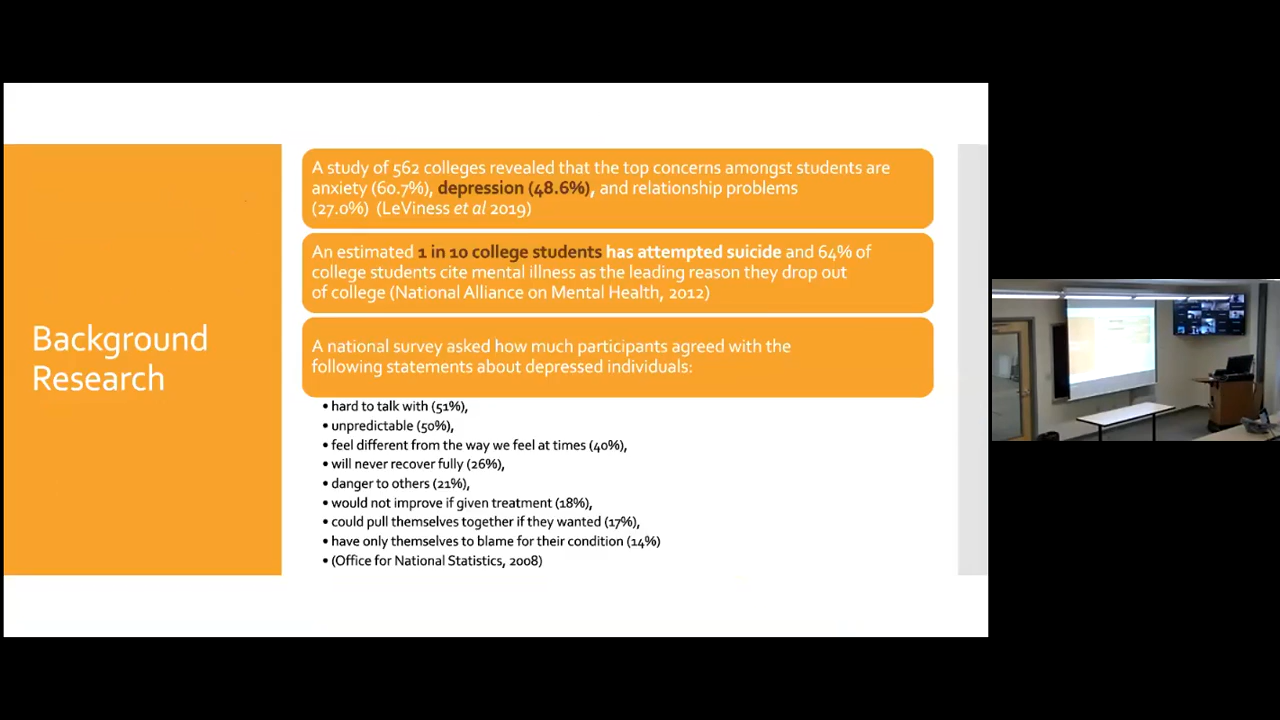 Background
Research
A study of 562 colleges revealed that the top concerns amongst students are
anxiety (60.7%), depression (48.6%), and relationship problems
(27.0%) (LeViness et al 2019)
An estimated 1 in 10 college students has attempted suicide and 64% of
college students cite mental illness as the leading reason they drop out
of college (National Alliance on Mental Health, 2012)
A national survey asked how much participants agreed with the
following statements about depressed individuals:
• hard to talk with (51%),
• unpredictable (50%),
• feel different from the way we feel at times (40%),
• will never recover fully (26%),
• danger to others (21%),
• would not improve if given treatment (18%),
• could pull themselves together if they wanted (17%),
• have only themselves to blame for their condition (14%)
• (Office for National Statistics, 2008)